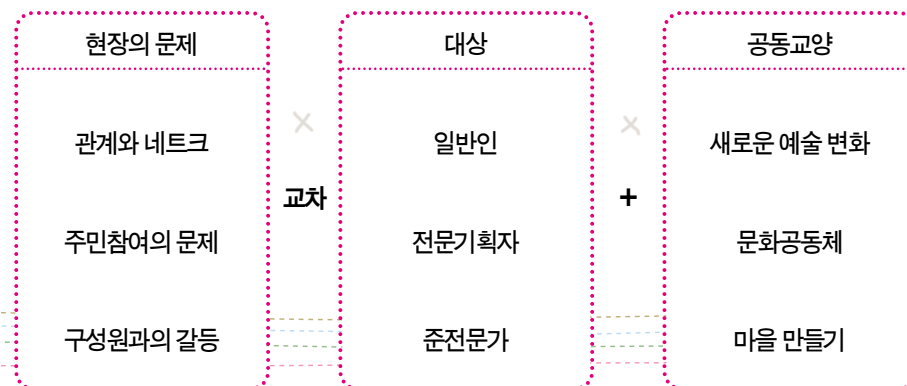 현장의 문제
관계와 네트크
주민참여의 문제
구성원과의 갈등
교차
대상
일반인
전문기획자
준전문가
+
공동교양
새로운 예술 변화
문화공동체
마을 만들기